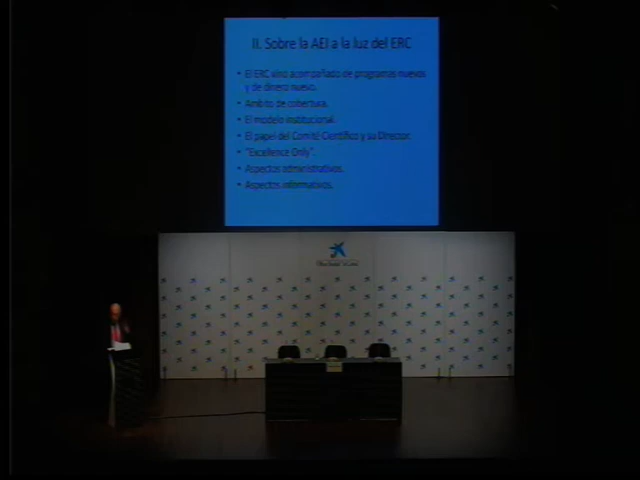 II. Sobre la AEI a la luz del ERC
• El ERC vino acompañado de programas nuevos
y de dinero nuevo.
• Ambito de cobertura.
• El modelo institucional.
• El papel del Comité Científico y su Director.
• "Excellence Only".
• Aspectos administrativos.
• Aspectos informativos.